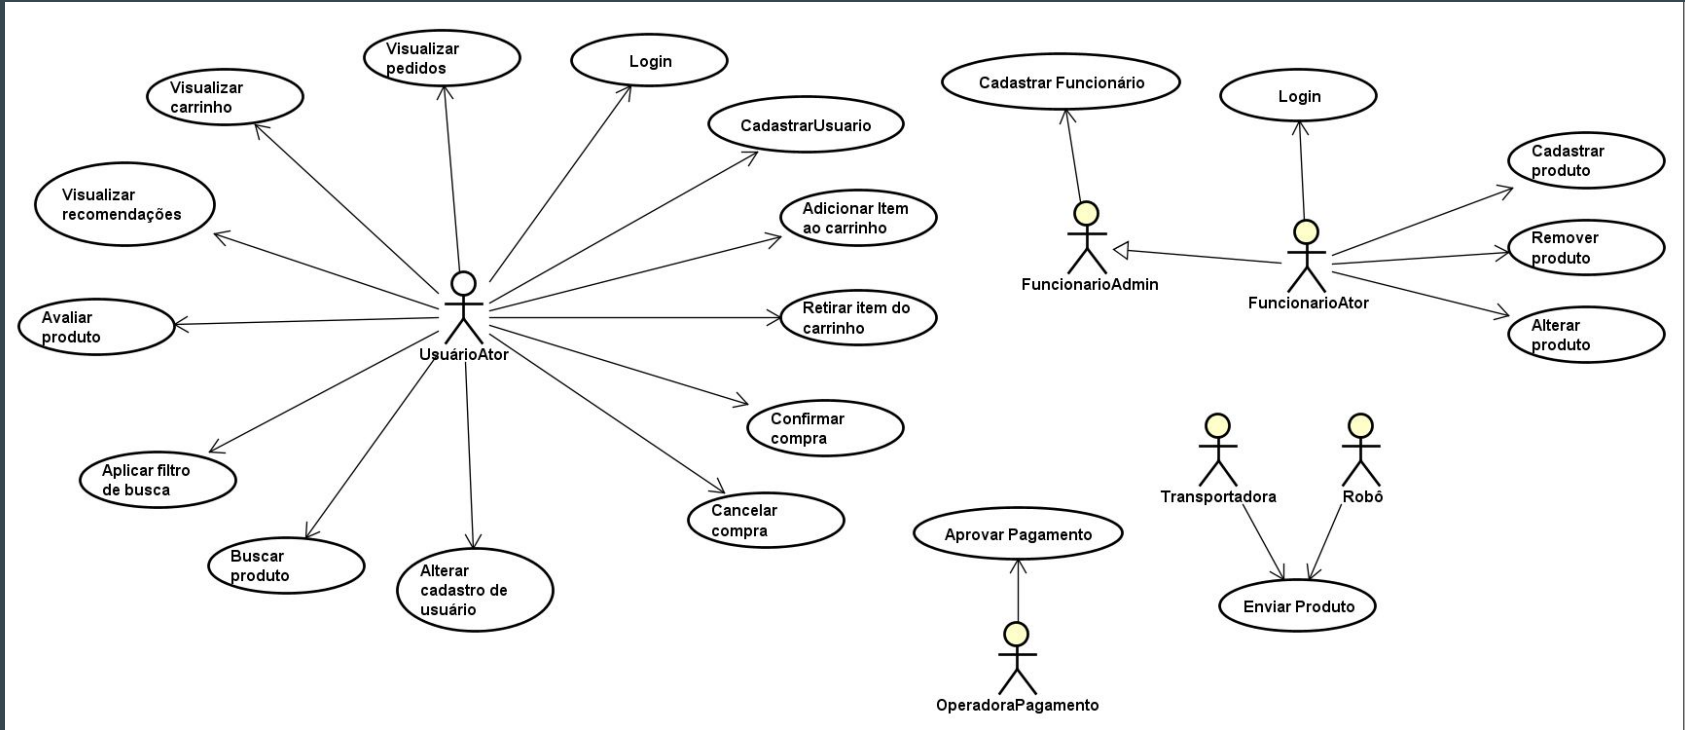 Visualizar
pedidos
Login
Visualizar
carrinho
CadastrarUsuario
Visualizar
recomendações
Adicionar Item
ao carrinho
Avaliar
produto
UsuárioAtor
Retirar item do
carrinho
Confirmar
compra
Aplicar filtro
de busca
Cancelar
compra
Buscar
produto
Alterar
cadastro de
usuário
Cadastrar Funcionário
Login
Cadastrar
produto
Remover
produto
FuncionarioAdmin
FuncionarioAtor
Alterar
produto
Transportadora
Robô
Aprovar Pagamento
Enviar Produto
OperadoraPagamento